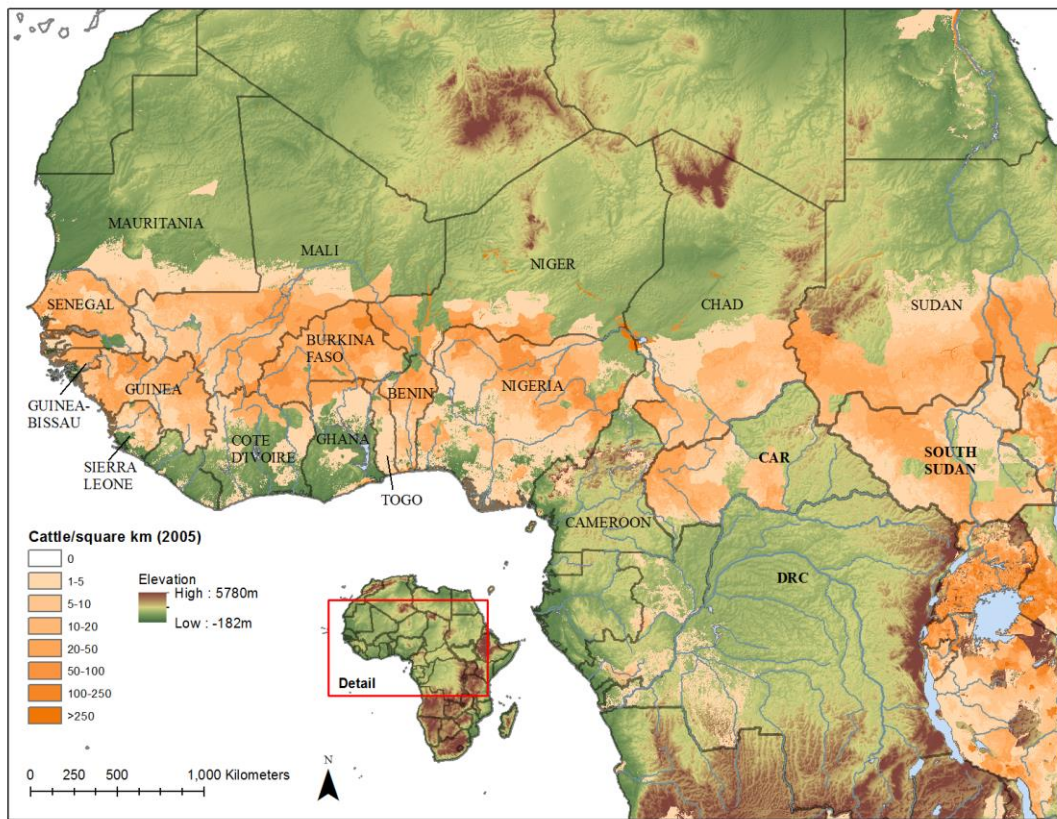 MAURITANIA
MALI
NIGER
CHAD
SUDAN
SENEGAL
BURKINA
FASO
GUINEA
BENIN
NIGERIA
GUINEA-
BISSAU
COTE
D'IVOIRE
GHANA
CAR
SOUTH
SUDAN
SIERRA
LEONE
TOGO
CAMEROON
DRC
Cattle/square km (2005)
0
1-5
5-10
10-20
20-50
50-100
100-250
>250
Elevation
High : 5780m
Low : -182m
Detail
N
0 250 500 1,000 Kilometers